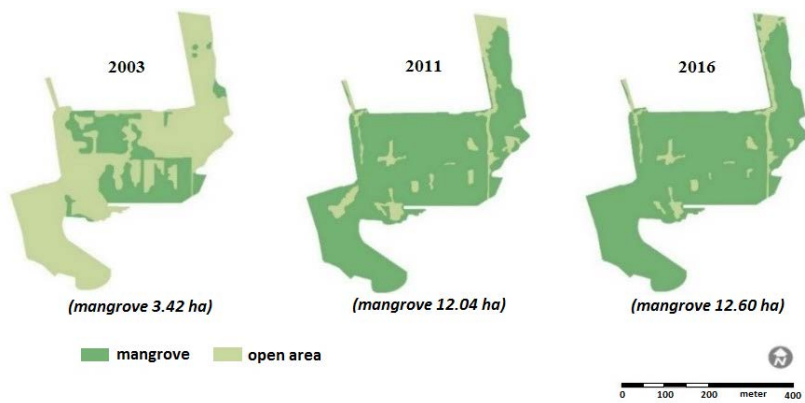 2003
2011
2016
(mangrove 3.42 ha)
(mangrove 12.04 ha)
(mangrove 12.60 ha)
mangrove
open area
N
0 100 200 meter 400